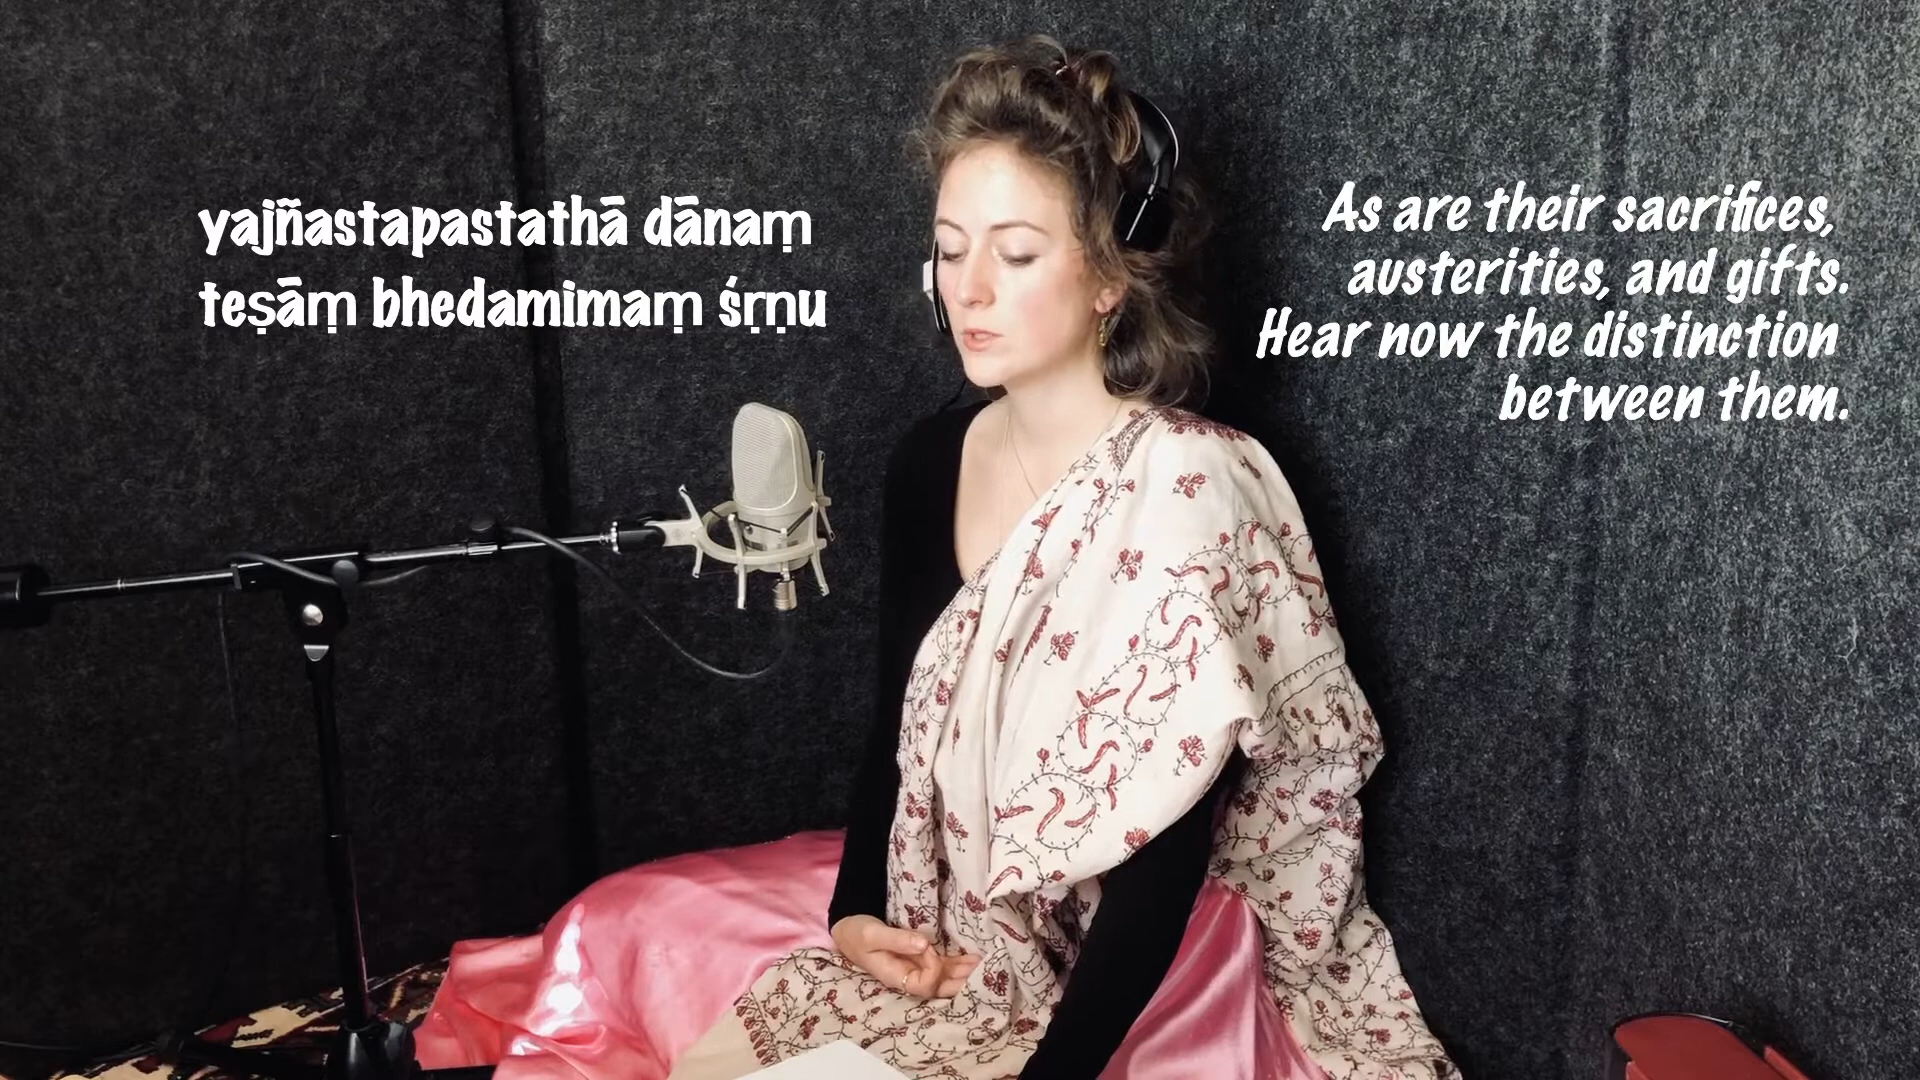 yajñastapastathā dānaṃ
teṣāṃ bhedamimaṃ śṛṇu
As are their sacrifices,
austerities, and gifts.
Hear now the distinction
between them.